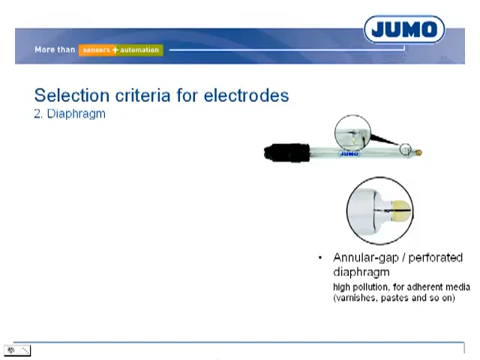 JUMO
More than sensors + automation
Selection criteria for electrodes
2. Diaphragm
JUMO
• Annular-gap / perforated
diaphragm
high pollution, for adherent media
(varnishes, pastes and so on)